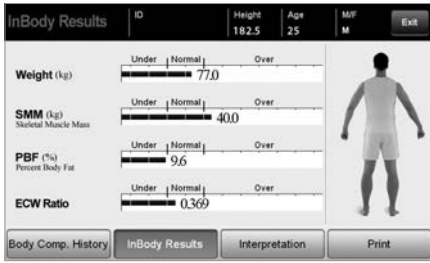 InBody Results
ID
Height
182.5
Age
25
M/F
M
Exit
Under Normal Over
Weight (kg)
77.0
Under Normal Over
SMM (kg)
Skeletal Muscle Mass
40.0
Under Normal Over
PBF (%)
Percent Body Fat
9.6
Under Normal Over
ECW Ratio
0.369
Body Comp. History
InBody Results
Interpretation
Print